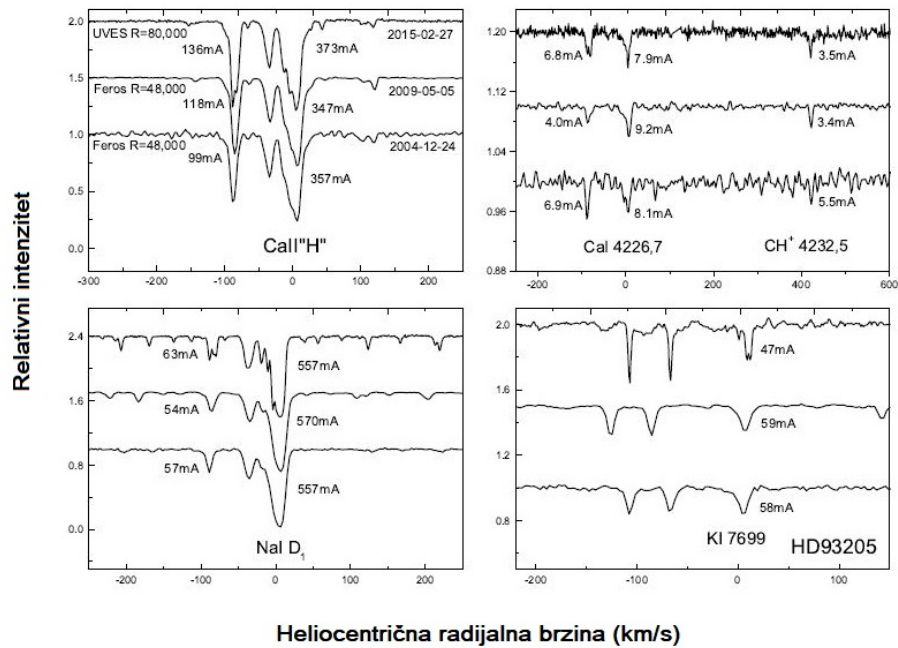 Relativni intenzitet
2.0
UVES R=80,000 2015-02-27
136mA 373mA
1.5
Feros R=48,000 2009-05-05
118mA 347mA
1.0
Feros R=48,000 2004-12-24
99mA 357mA
0.5
CaII"H"
0.0
-300 -200 -100 0 100 200
1.20
6.8mA 7.9mA 3.5mA
1.12
4.0mA 9.2mA 3.4mA
1.04
6.9mA 8.1mA 5.5mA
0.96
CaI 4226,7 CH⁺ 4232,5
0.88
-200 0 200 400 600
2.4
63mA 557mA
1.6
54mA 570mA
0.8
57mA 557mA
0.0
NaI D₁
-200 -100 0 100 200
2.0
47mA
1.6
59mA
1.2
58mA
0.8
KI 7699 HD93205
-200 -100 0 100
Heliocentrična radijalna brzina (km/s)